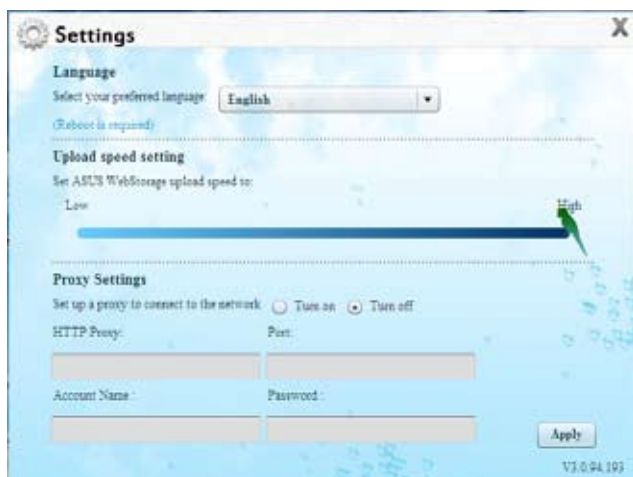 Settings
X
Language
Select your preferred language:
English
(Reboot is required)
Upload speed setting
Set ASUS WebStorage upload speed to:
Low
High
Proxy Settings
Set up a proxy to connect to the network Turn on Turn off
HTTP Proxy: Port:
Account Name : Password :
Apply
V3.0.94.193